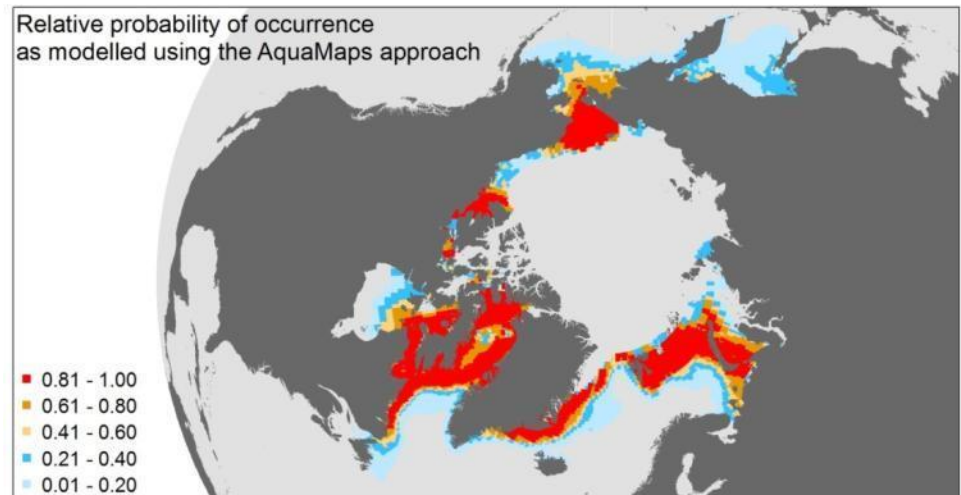 Relative probability of occurrence
as modelled using the AquaMaps approach
0.81 - 1.00
0.61 - 0.80
0.41 - 0.60
0.21 - 0.40
0.01 - 0.20